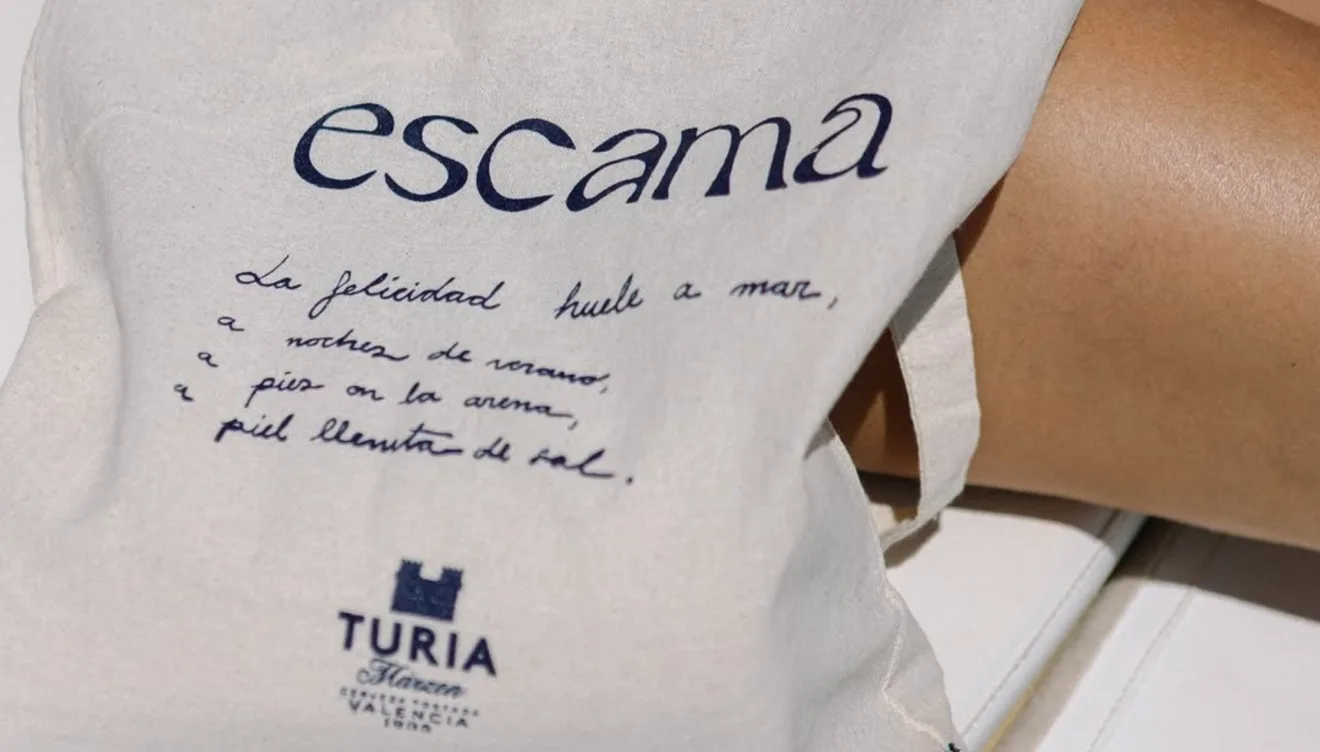 escama
La felicidad huele a mar,
a noches de verano,
a pies en la arena,
a piel llenita de sal.
TURIA
Märzen
CERVEZA TOSTADA
VALENCIA